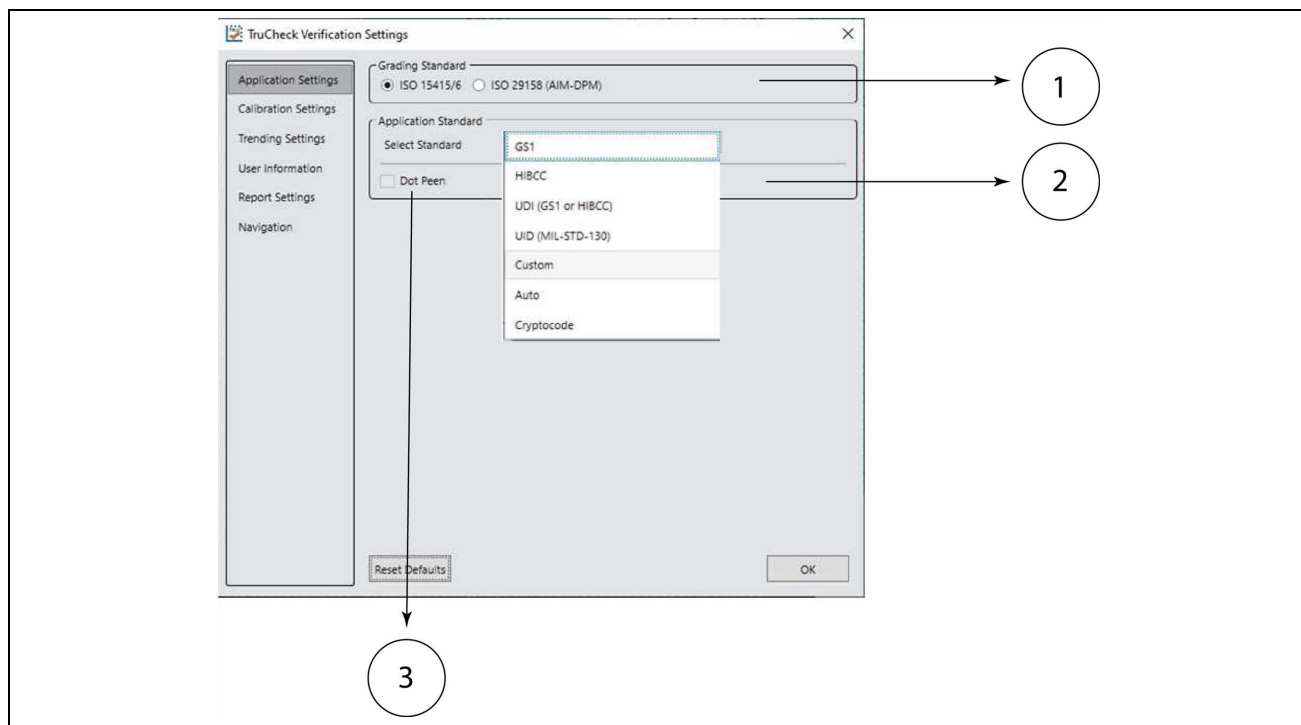 TruCheck Verification Settings
Application Settings
Calibration Settings
Trending Settings
User Information
Report Settings
Navigation
Grading Standard
ISO 15415/6 ISO 29158 (AIM-DPM)
1
Application Standard
Select Standard
GS1
HIBCC
UDI (GS1 or HIBCC)
UID (MIL-STD-130)
Custom
Auto
Cryptocode
Dot Peen
2
Reset Defaults
OK
3